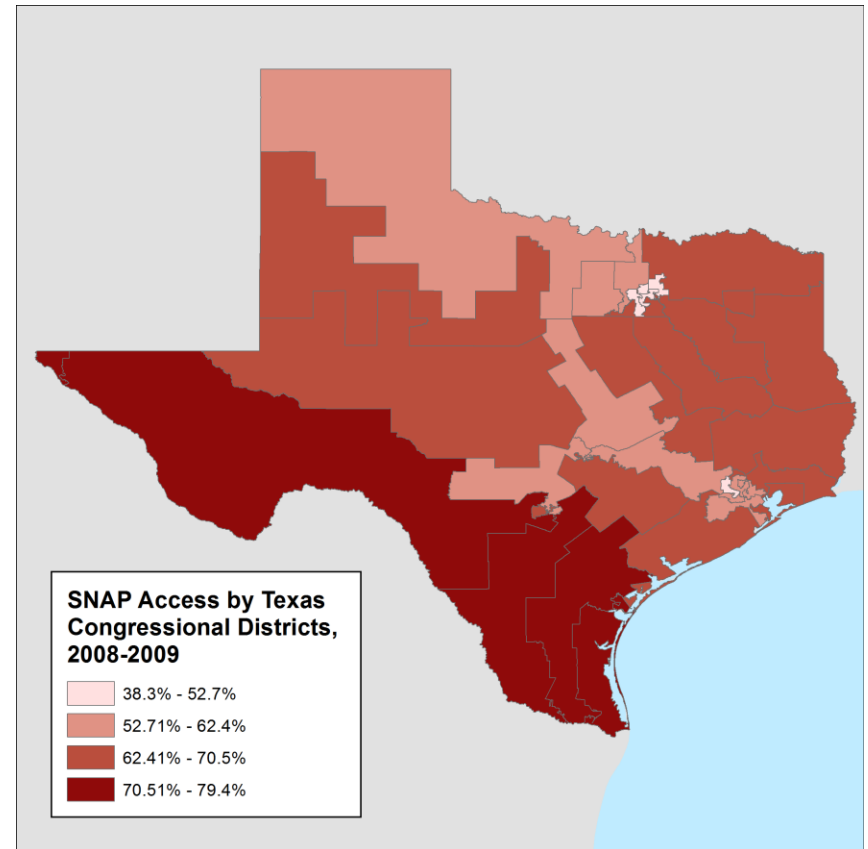 SNAP Access by Texas
Congressional Districts,
2008-2009
38.3% - 52.7%
52.71% - 62.4%
62.41% - 70.5%
70.51% - 79.4%